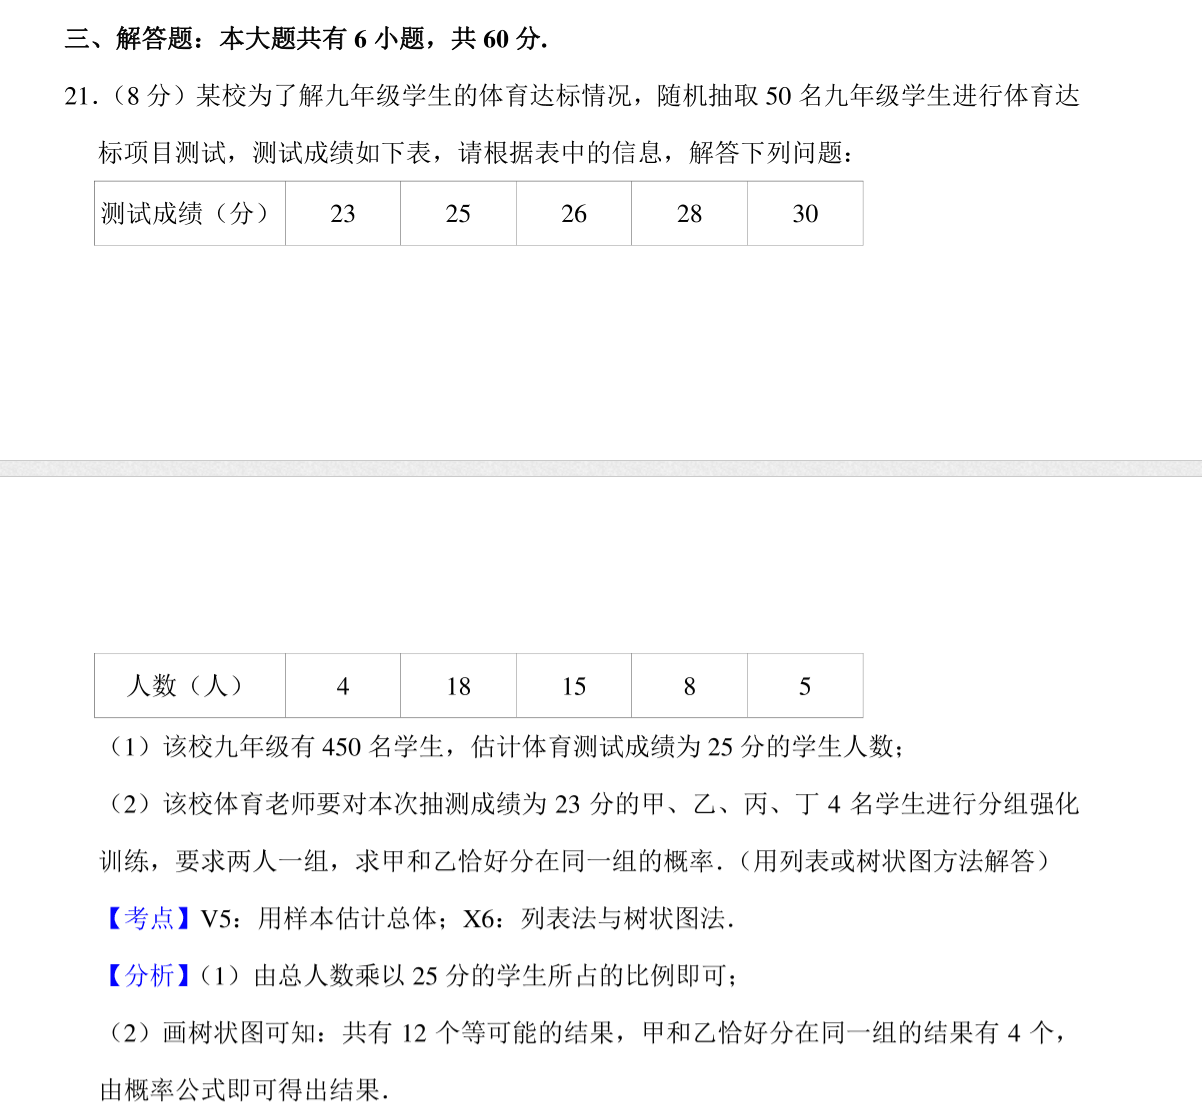 三、解答题：本大题共有 6 小题，共 60 分.
21.（8 分）某校为了解九年级学生的体育达标情况，随机抽取 50 名九年级学生进行体育达
标项目测试，测试成绩如下表，请根据表中的信息，解答下列问题：
测试成绩（分） 23 25 26 28 30
人数（人） 4 18 15 8 5
（1）该校九年级有 450 名学生，估计体育测试成绩为 25 分的学生人数；
（2）该校体育老师要对本次抽测成绩为 23 分的甲、乙、丙、丁 4 名学生进行分组强化
训练，要求两人一组，求甲和乙恰好分在同一组的概率.（用列表或树状图方法解答）
【考点】V5：用样本估计总体；X6：列表法与树状图法.
【分析】（1）由总人数乘以 25 分的学生所占的比例即可；
（2）画树状图可知：共有 12 个等可能的结果，甲和乙恰好分在同一组的结果有 4 个，
由概率公式即可得出结果.